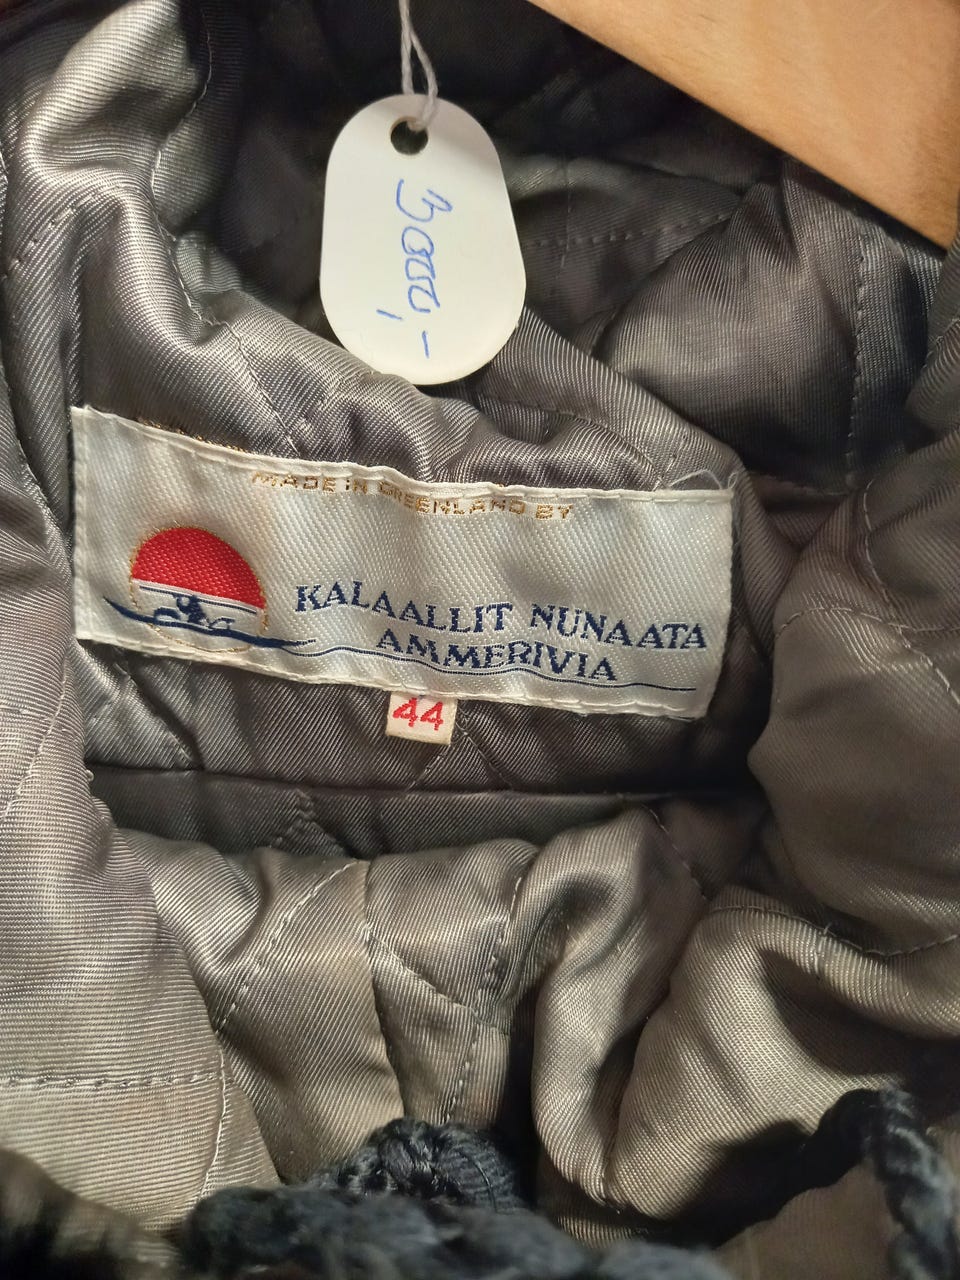 3000,-
MADE IN GREENLAND BY
KALAALLIT NUNAATA
AMMERIVIA
44